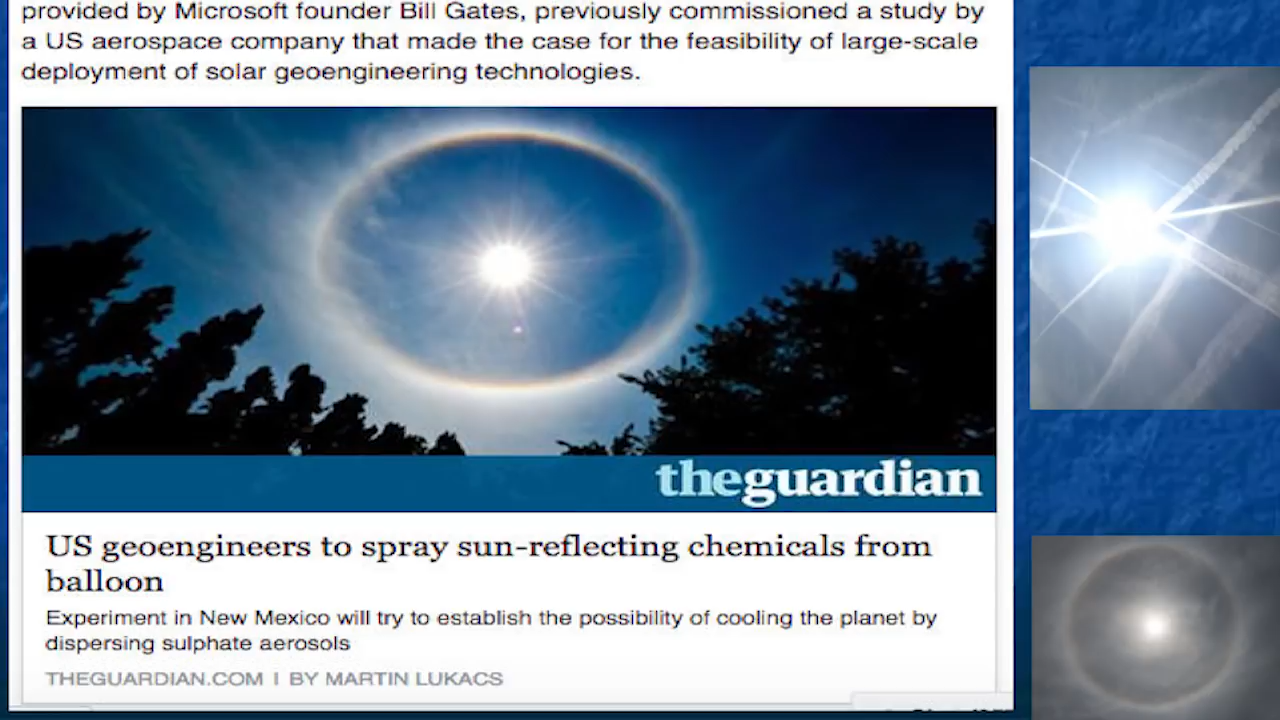 provided by Microsoft founder Bill Gates, previously commissioned a study by
a US aerospace company that made the case for the feasibility of large-scale
deployment of solar geoengineering technologies.
theguardian
US geoengineers to spray sun-reflecting chemicals from
balloon
Experiment in New Mexico will try to establish the possibility of cooling the planet by
dispersing sulphate aerosols
THEGUARDIAN.COM | BY MARTIN LUKACS